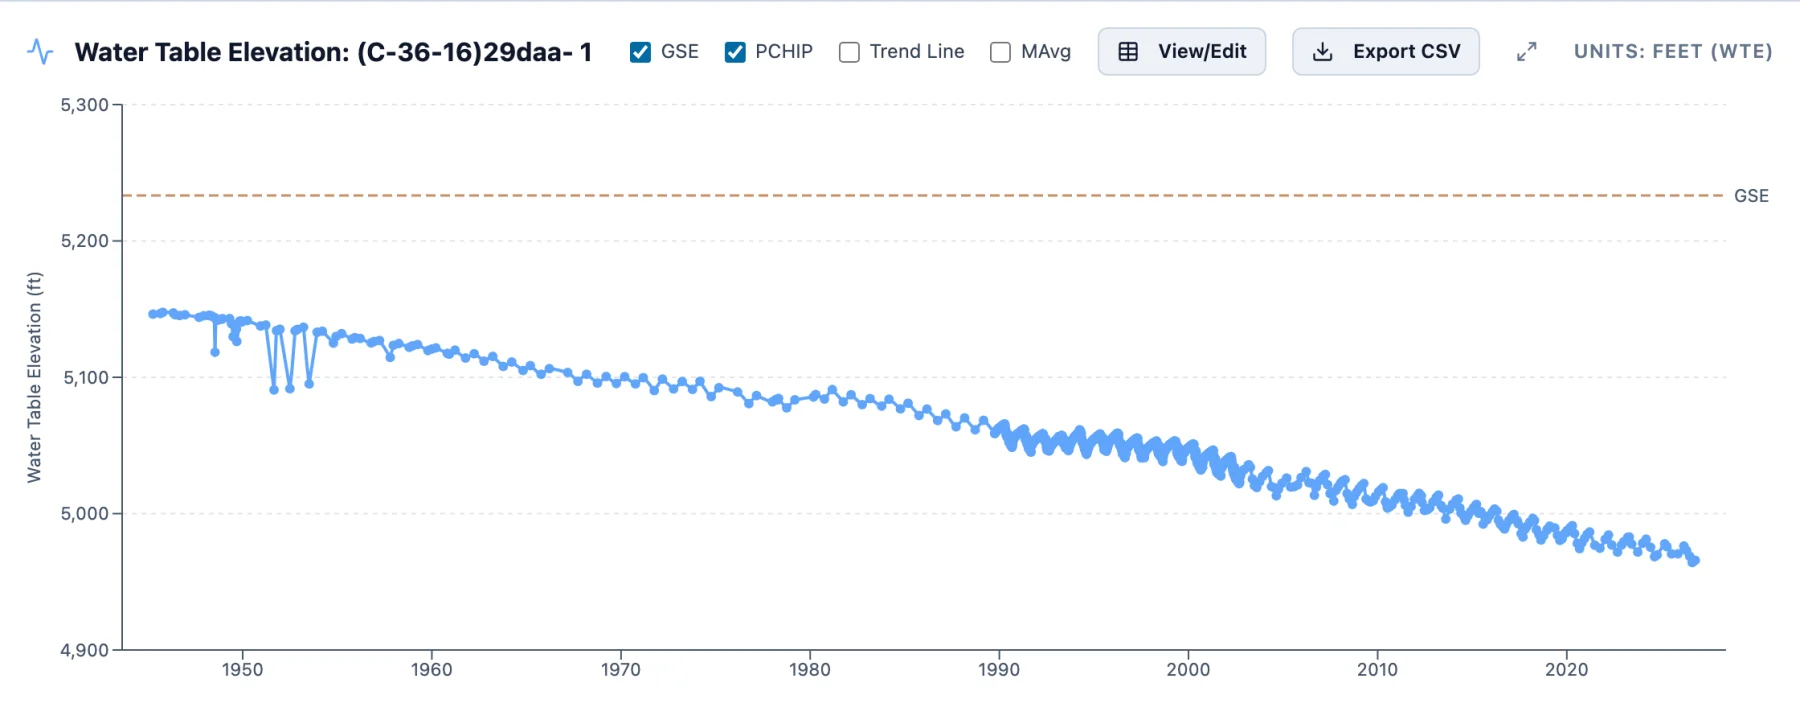 Water Table Elevation: (C-36-16)29daa- 1 GSE PCHIP Trend Line MAvg View/Edit Export CSV UNITS: FEET (WTE)
5,300
GSE
5,200
5,100
5,000
4,900
Water Table Elevation (ft)
1950 1960 1970 1980 1990 2000 2010 2020